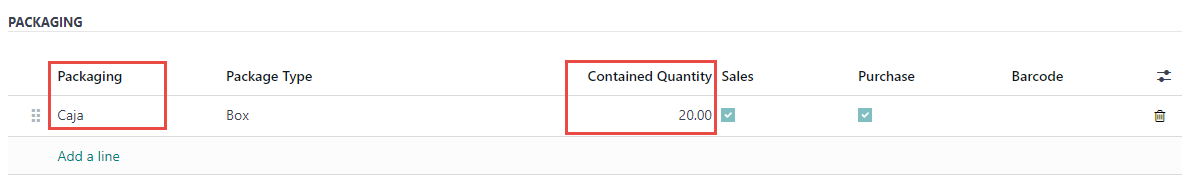 PACKAGING
Packaging Package Type Contained Quantity Sales Purchase Barcode
Caja Box 20.00
Add a line